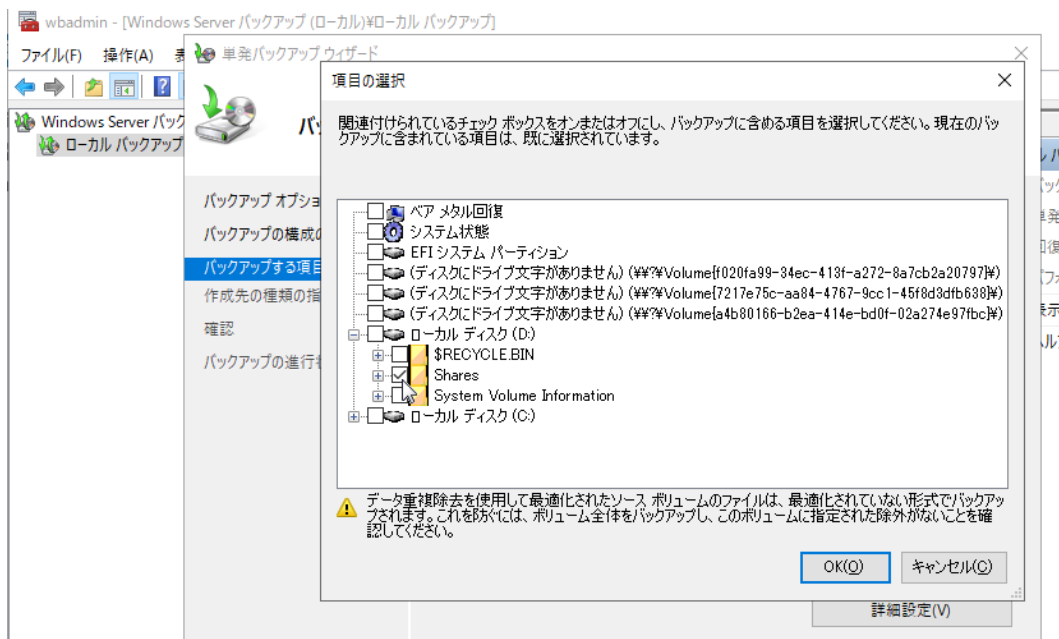 wbadmin - [Windows Server バックアップ (ローカル)¥ローカル バックアップ]
ファイル(F) 操作(A) 表
単発バックアップ ウィザード
項目の選択
関連付けられているチェック ボックスをオンまたはオフにし、バックアップに含める項目を選択してください。現在のバッ
クアップに含まれている項目は、既に選択されています。
Windows Server バック
ローカル バックアップ
バックアップ オプショ
バックアップの構成の
バックアップする項目
作成先の種類の指
確認
バックアップの進行状
ベア メタル回復
システム状態
EFI システム パーティション
(ディスクにドライブ文字がありません) (¥¥?¥Volume{f020fa99-34ec-413f-a272-8a7cb2a20797}¥)
(ディスクにドライブ文字がありません) (¥¥?¥Volume{7217e75c-aa84-4767-9cc1-45f8d3dfb638}¥)
(ディスクにドライブ文字がありません) (¥¥?¥Volume{a4b80166-b2ea-414e-bd0f-02a274e97fbc}¥)
ローカル ディスク (D:)
$RECYCLE.BIN
Shares
System Volume Information
ローカル ディスク (C:)
データ重複除去を使用して最適化されたソース ボリュームのファイルは、最適化されていない形式でバックアッ
プされます。これを防ぐには、ボリューム全体をバックアップし、このボリュームに指定された除外がないことを確
認してください。
OK(O) キャンセル(C)
詳細設定(V)